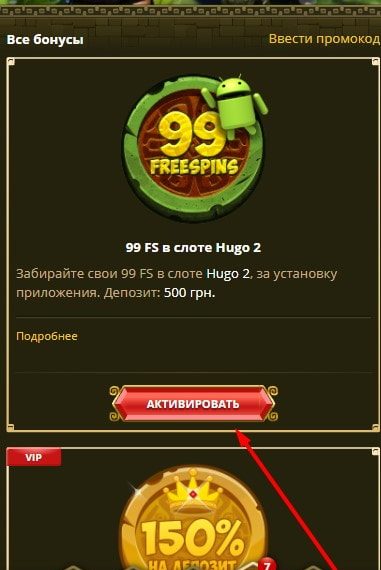 Все бонусы
Ввести промокод
99
FREESPINS
99 FS в слоте Hugo 2
Забирайте свои 99 FS в слоте Hugo 2, за установку
приложения. Депозит: 500 грн.
Подробнее
АКТИВИРОВАТЬ
VIP
150%
НА ДЕПОЗИТ
7